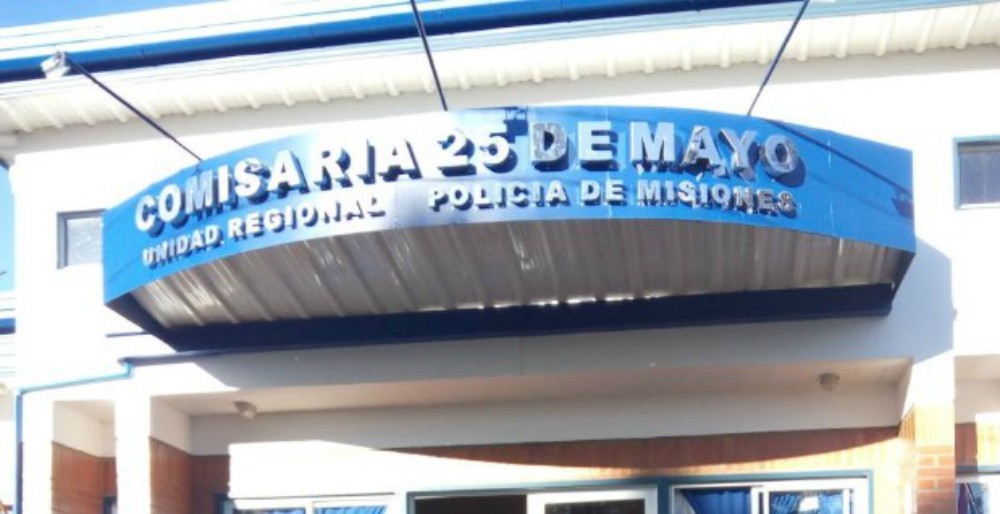 COMISARIA 25 DE MAYO
UNIDAD REGIONAL POLICIA DE MISIONES